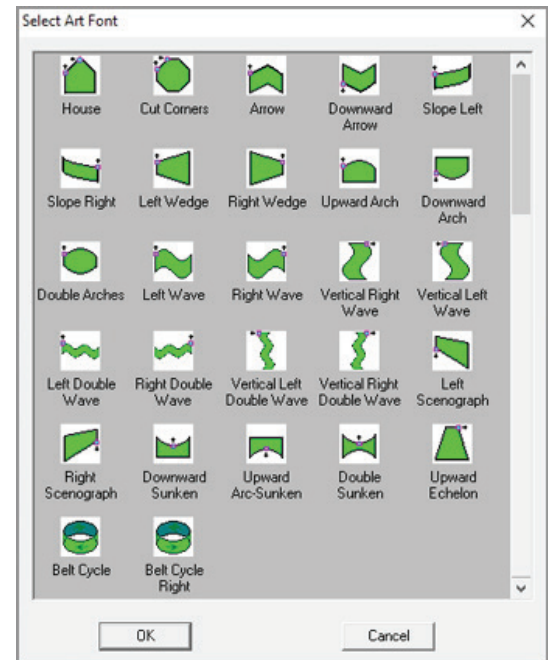 Select Art Font
House
Cut Corners
Arrow
Downward
Arrow
Slope Left
Slope Right
Left Wedge
Right Wedge
Upward Arch
Downward
Arch
Double Arches
Left Wave
Right Wave
Vertical Right
Wave
Vertical Left
Wave
Left Double
Wave
Right Double
Wave
Vertical Left
Double Wave
Vertical Right
Double Wave
Left
Scenograph
Right
Scenograph
Downward
Sunken
Upward
Arc-Sunken
Double
Sunken
Upward
Echelon
Belt Cycle
Belt Cycle
Right
OK
Cancel